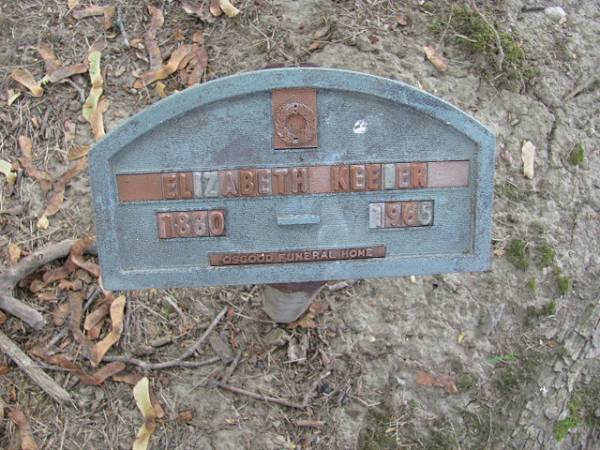 ELIZABETH KEELER
1880 1965
OSGOOD FUNERAL HOME